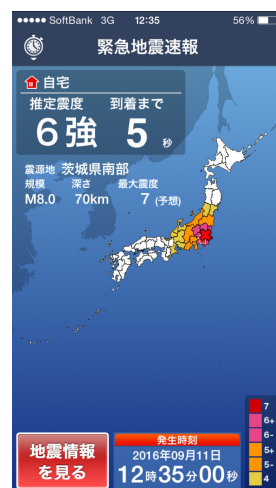 SoftBank 3G 12:35 56%
緊急地震速報
自宅
推定震度 到着まで
6強 5 秒
震源地 茨城県南部
規模 深さ 最大震度
M8.0 70km 7 (予想)
7
6+
6-
5+
5-
4
地震情報
を見る
発生時刻
2016年09月11日
12時35分00秒